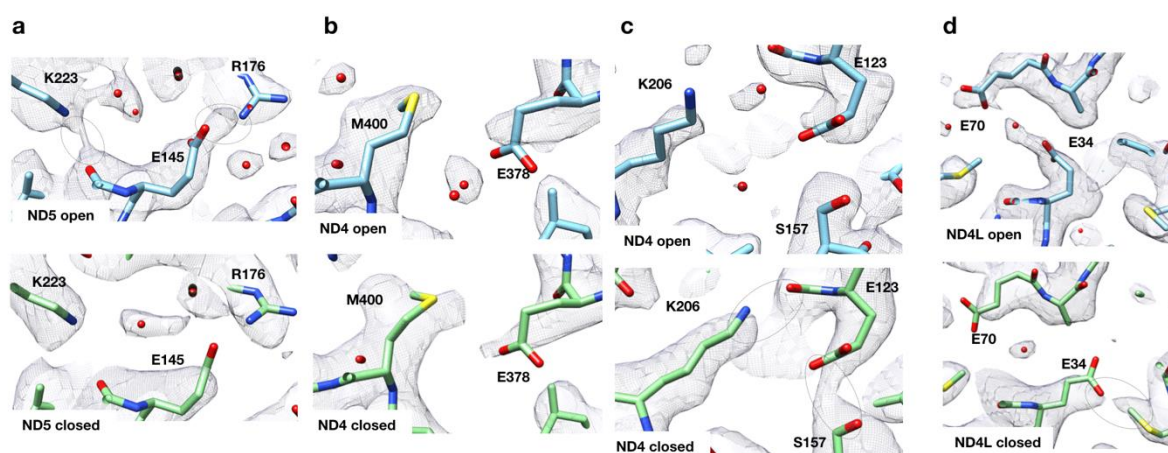 a
b
c
d
K223
R176
E145
ND5 open
M400
E378
ND4 open
K206
E123
S157
ND4 open
E70
E34
ND4L open
K223
R176
E145
ND5 closed
M400
E378
ND4 closed
K206
E123
S157
ND4 closed
E70
E34
ND4L closed